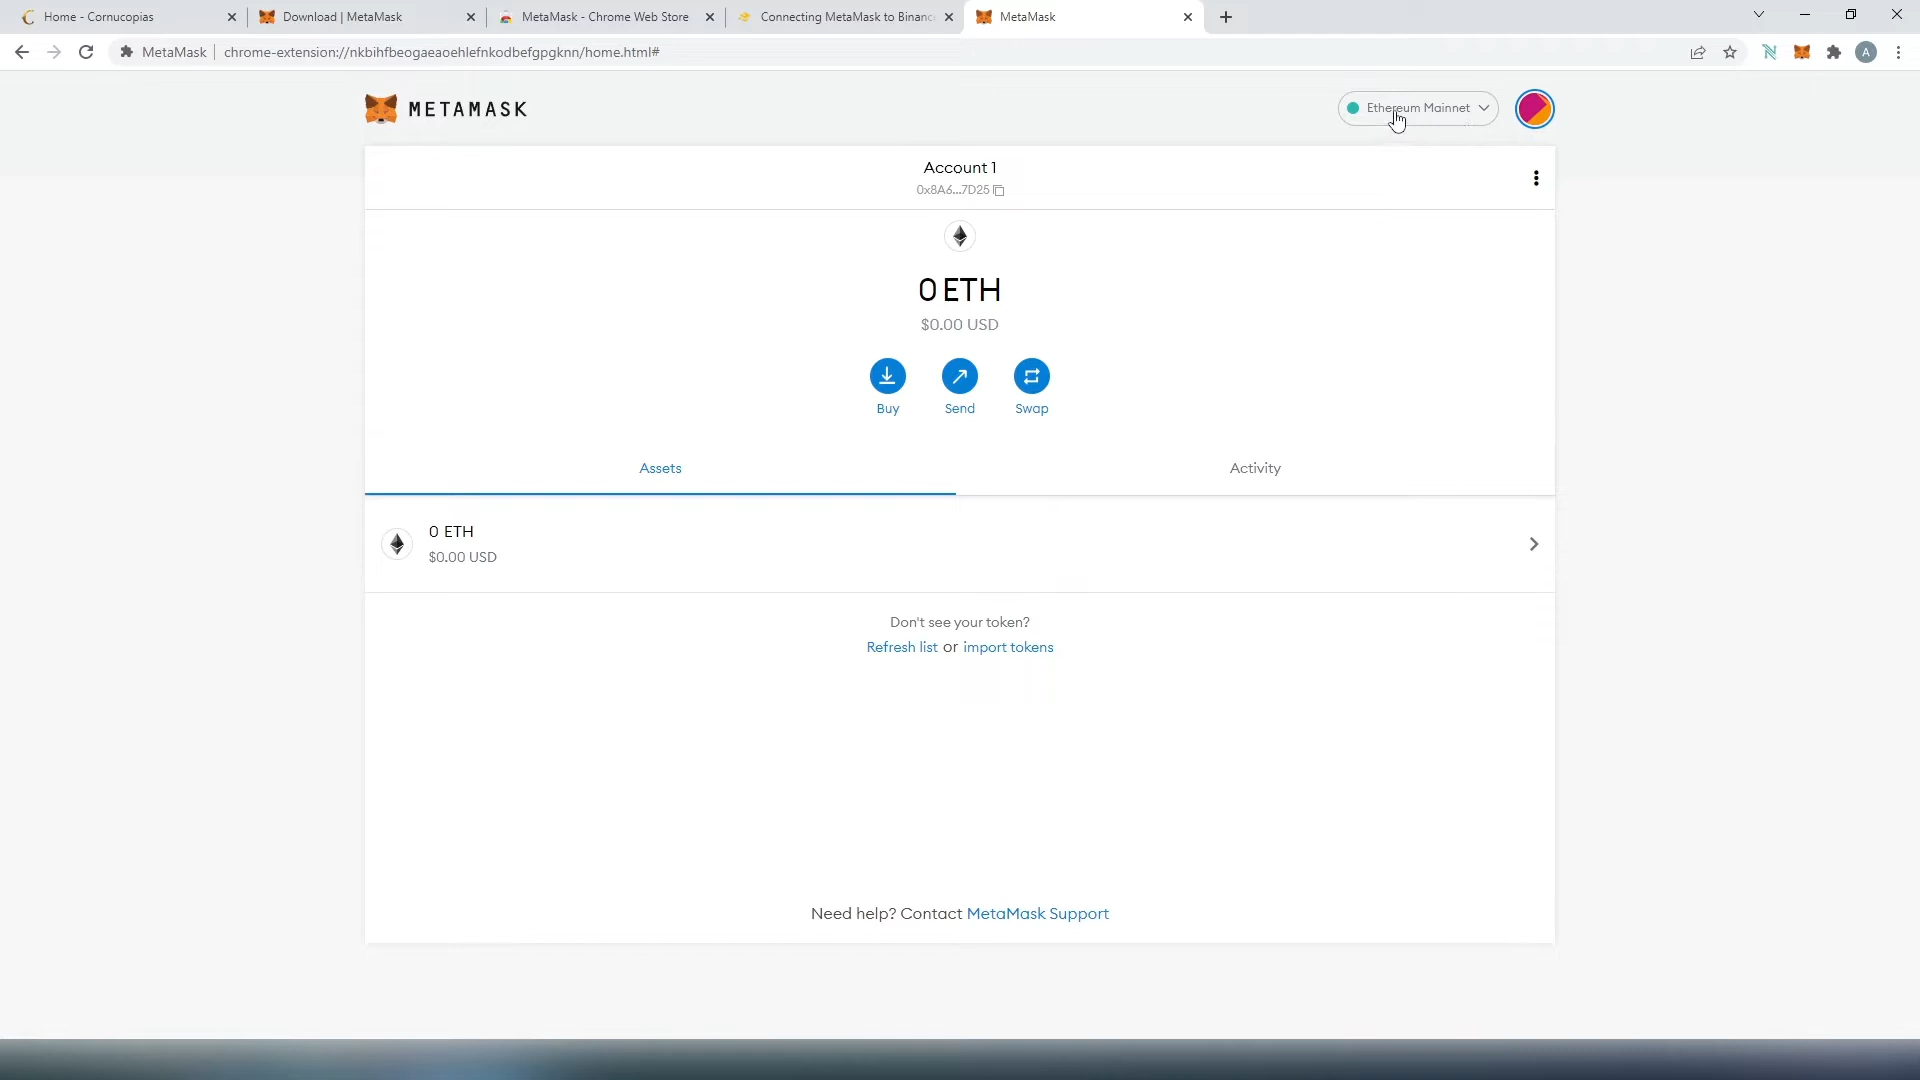 Home - Cornucopias
Download | MetaMask
MetaMask - Chrome Web Store
Connecting MetaMask to Binanc
MetaMask
MetaMask | chrome-extension://nkbihfbeogaeaoehlefnkodbefgpgknn/home.html#
A
METAMASK
Ethereum Mainnet
Account 1
0x8A6...7D25
0 ETH
$0.00 USD
Buy
Send
Swap
Assets
Activity
0 ETH
$0.00 USD
Don't see your token?
Refresh list or import tokens
Need help? Contact MetaMask Support